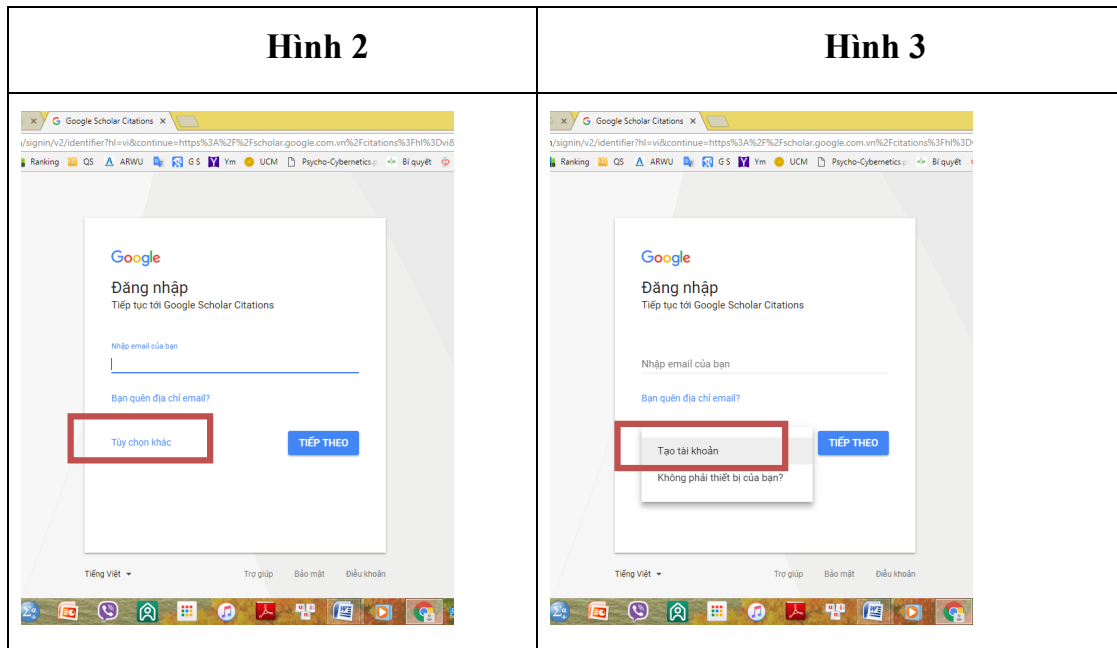 Hình 2
Hình 3
Google Scholar Citations
/signin/v2/identifier?hl=vi&continue=https%3A%2F%2Fscholar.google.com.vn%2Fcitations%3Fhl%3Dvi
Ranking QS ARWU G S Ym UCM Psycho-Cybernetics.p Bí quyết
Google
Đăng nhập
Tiếp tục tới Google Scholar Citations
Nhập email của bạn
Bạn quên địa chỉ email?
Tùy chọn khác
TIẾP THEO
Tiếng Việt Trợ giúp Bảo mật Điều khoản
Google Scholar Citations
/signin/v2/identifier?hl=vi&continue=https%3A%2F%2Fscholar.google.com.vn%2Fcitations%3Fhl%3D
Ranking QS ARWU G S Ym UCM Psycho-Cybernetics.p Bí quyết
Google
Đăng nhập
Tiếp tục tới Google Scholar Citations
Nhập email của bạn
Bạn quên địa chỉ email?
Tạo tài khoản
TIẾP THEO
Không phải thiết bị của bạn?
Tiếng Việt Trợ giúp Bảo mật Điều khoản